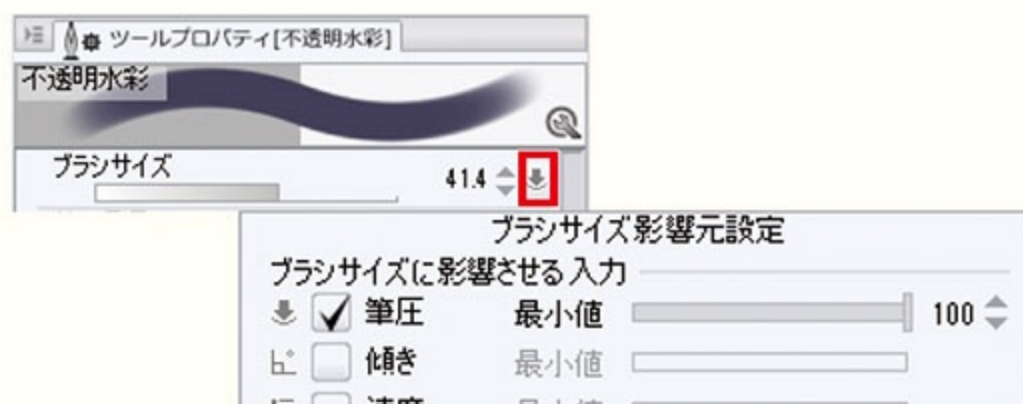 ツールプロパティ[不透明水彩]
不透明水彩
ブラシサイズ 41.4
ブラシサイズ影響元設定
ブラシサイズに影響させる入力
筆圧 最小値 100
傾き 最小値